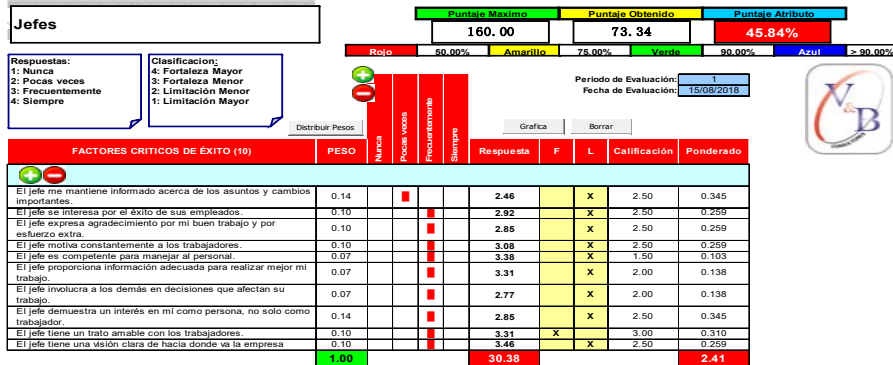 Jefes
Puntaje Maximo Puntaje Obtenido Puntaje Atributo
160.00 73.34 45.84%
Rojo 50.00% Amarillo 75.00% Verde 90.00% Azul > 90.00%
Respuestas:
1: Nunca
2: Pocas veces
3: Frecuentemente
4: Siempre
Clasificacion:
4: Fortaleza Mayor
3: Fortaleza Menor
2: Limitación Menor
1: Limitación Mayor
Periodo de Evaluación: 1
Fecha de Evaluación: 15/08/2018
Distribuir Pesos
Grafica
Borrar
V&B
CONSULTORES
FACTORES CRITICOS DE ÉXITO (10) PESO Nunca Pocas veces Frecuentemente Siempre Respuesta F L Calificación Ponderado
El jefe me mantiene informado acerca de los asuntos y cambios
importantes. 0.14 2.46 X 2.50 0.345
El jefe se interesa por el éxito de sus empleados. 0.10 2.92 X 2.50 0.259
El jefe expresa agradecimiento por mi buen trabajo y por
esfuerzo extra. 0.10 2.85 X 2.50 0.259
El jefe motiva constantemente a los trabajadores. 0.10 3.08 X 2.50 0.259
El jefe es competente para manejar al personal. 0.07 3.38 X 1.50 0.103
El jefe proporciona información adecuada para realizar mejor mi
trabajo. 0.07 3.31 X 2.00 0.138
El jefe involucra a los demás en decisiones que afectan su
trabajo. 0.07 2.77 X 2.00 0.138
El jefe demuestra un interés en mí como persona, no solo como
trabajador. 0.14 2.85 X 2.50 0.345
El jefe tiene un trato amable con los trabajadores. 0.10 3.31 X 3.00 0.310
El jefe tiene una visión clara de hacia donde va la empresa 0.10 3.46 X 2.50 0.259
1.00 30.38 2.41